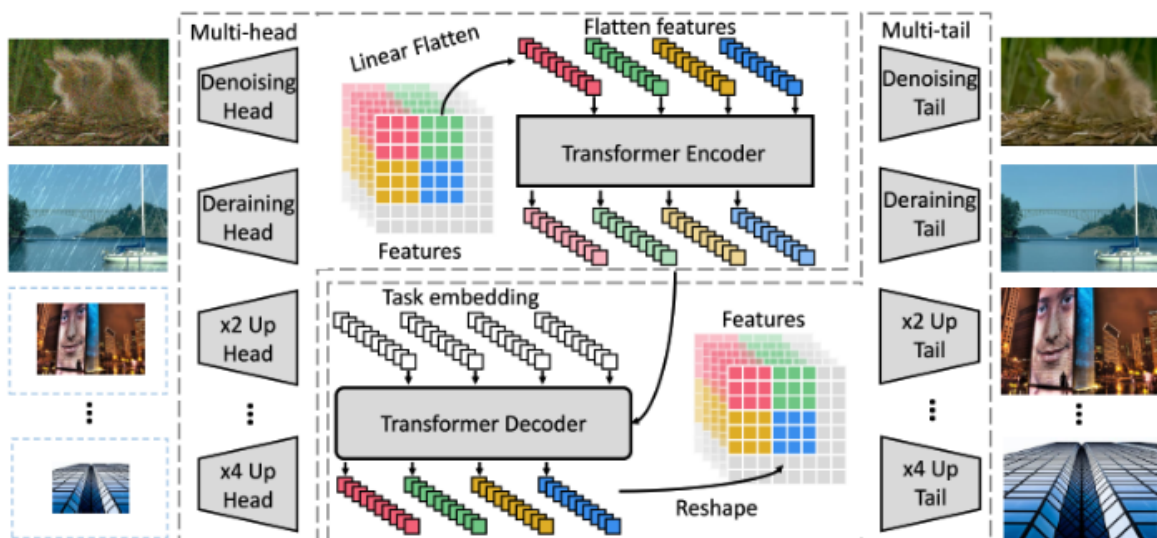 Multi-head
Denoising
Head
Deraining
Head
x2 Up
Head
...
x4 Up
Head
Linear Flatten
Features
Flatten features
Transformer Encoder
Task embedding
Transformer Decoder
Features
Reshape
Multi-tail
Denoising
Tail
Deraining
Tail
x2 Up
Tail
...
x4 Up
Tail